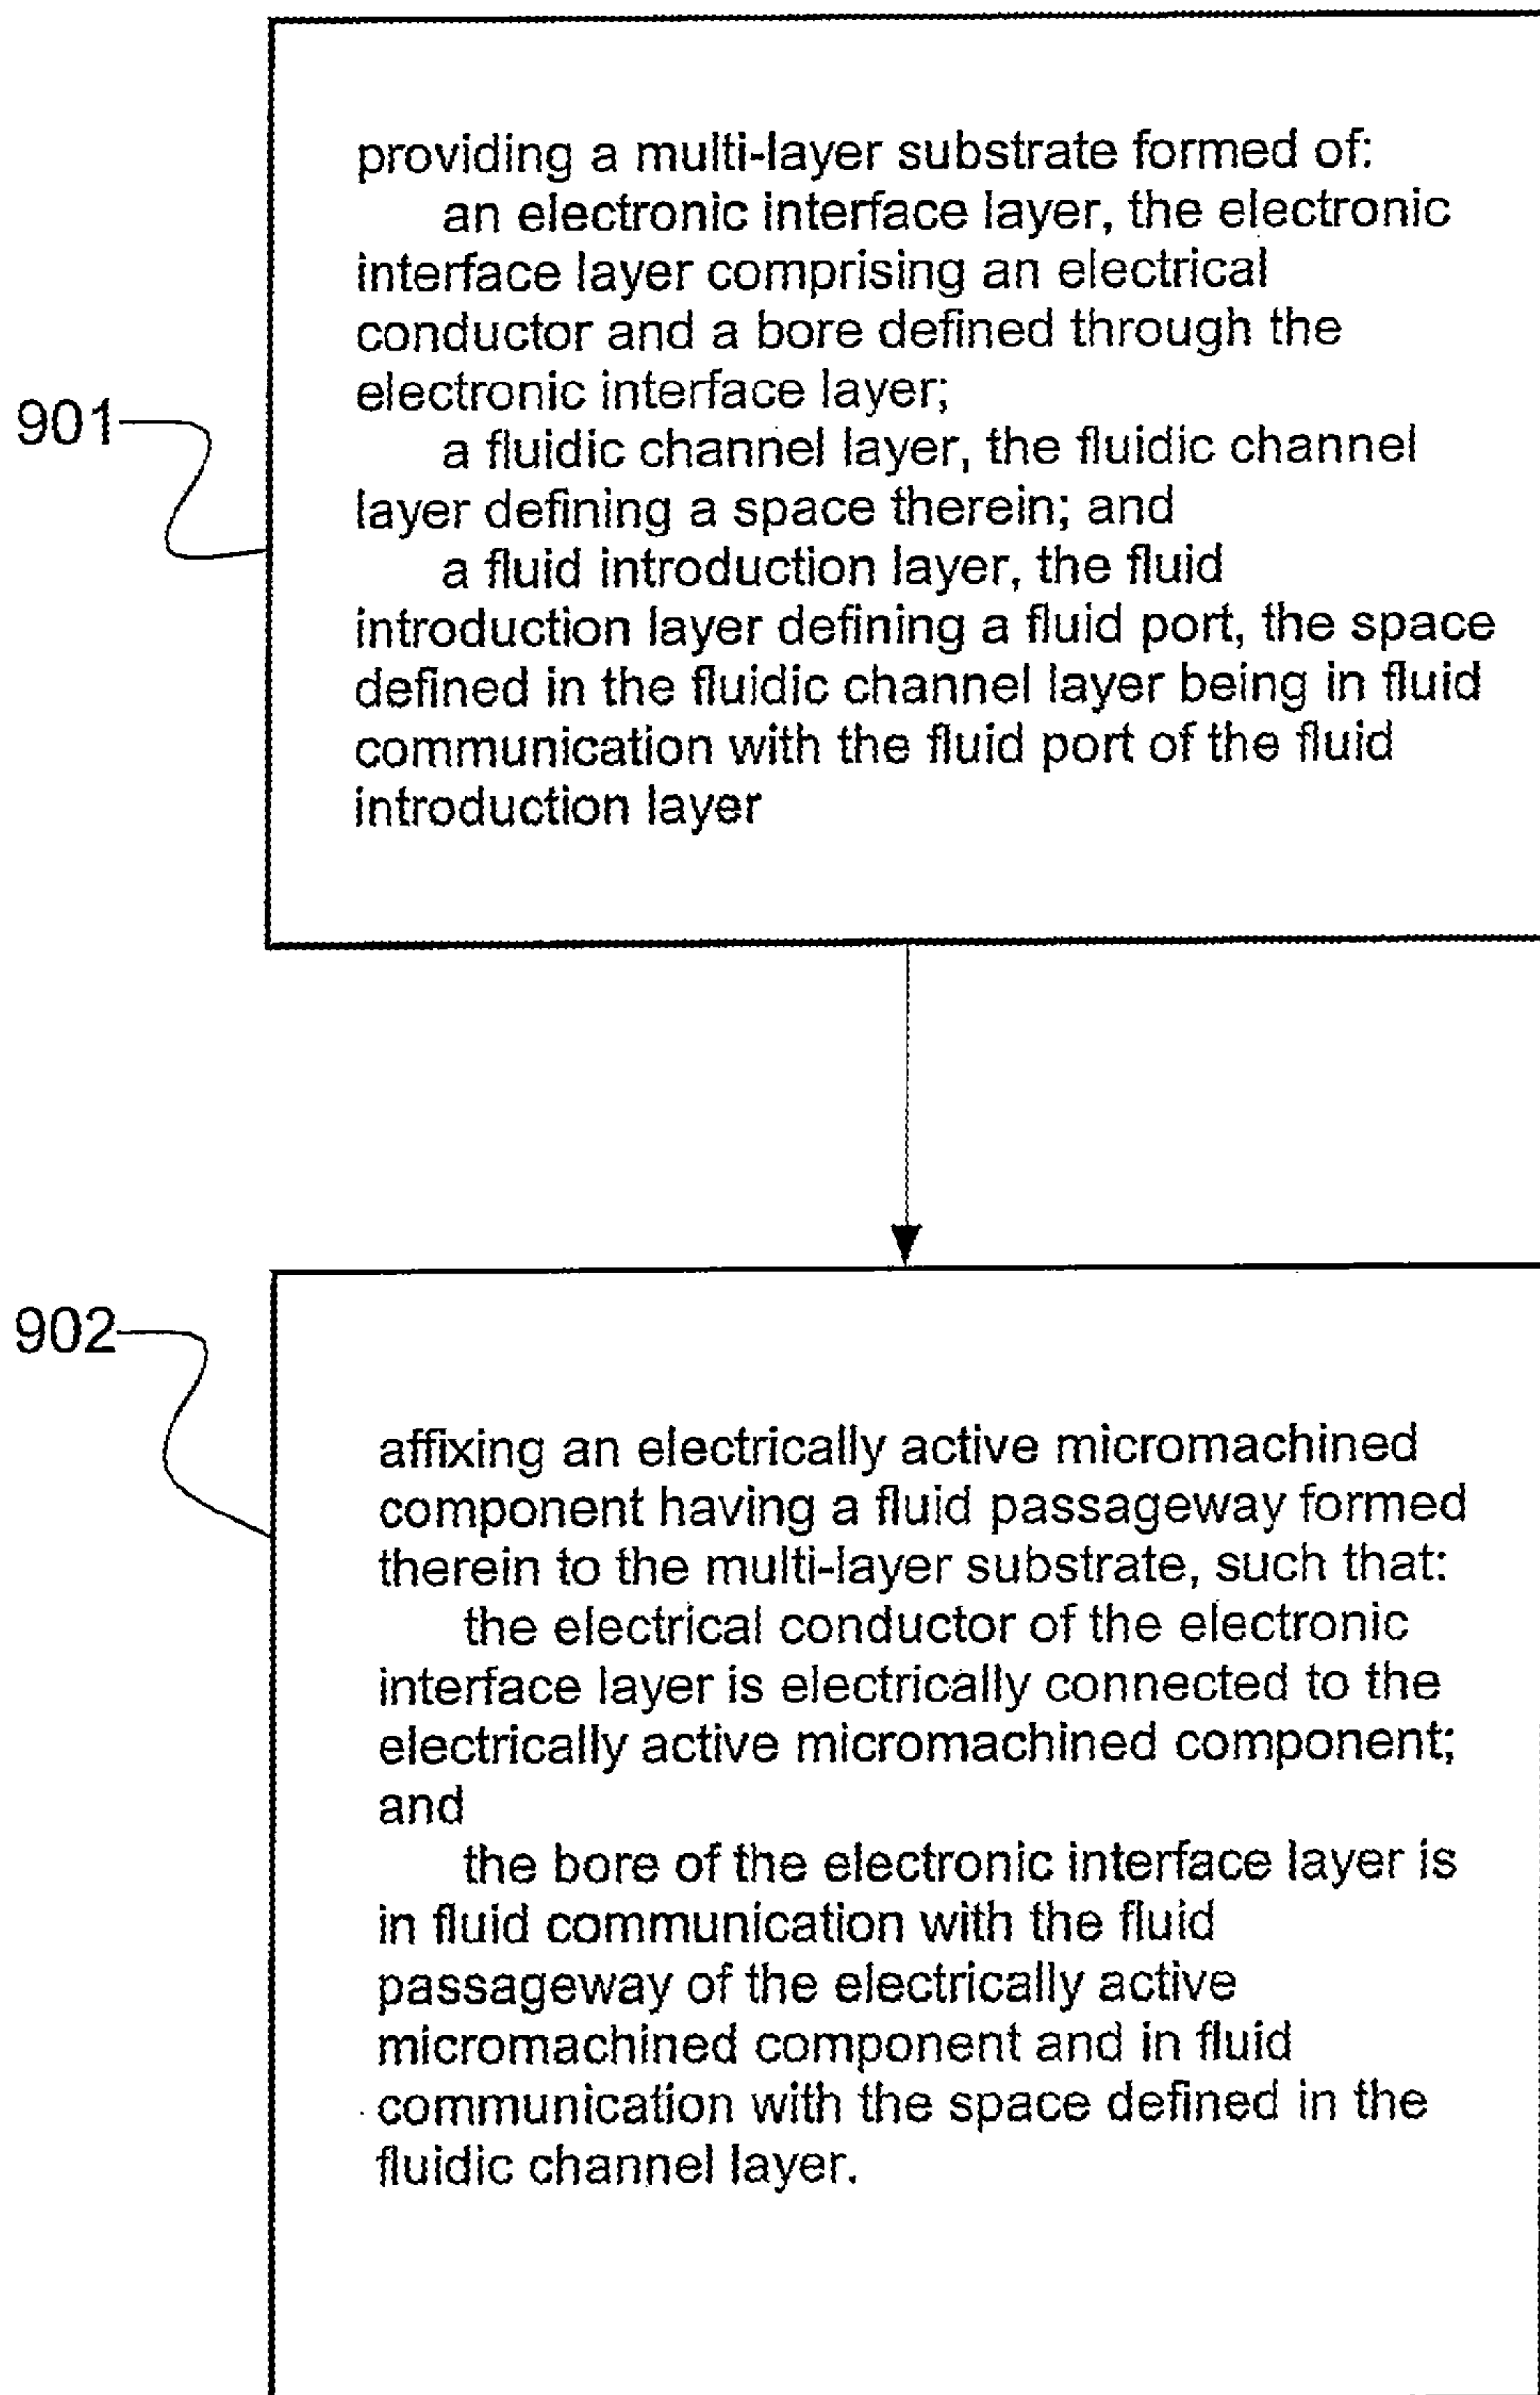 providing a multi-layer substrate formed of:
an electronic interface layer, the electronic
interface layer comprising an electrical
conductor and a bore defined through the
electronic interface layer;
901
a fluidic channel layer, the fluidic channel
layer defining a space therein; and
a fluid introduction layer, the fluid
introduction layer defining a fluid port, the space
defined in the fluidic channel layer being in fluid
communication with the fluid port of the fluid
introduction layer
902
affixing an electrically active micromachined
component having a fluid passageway formed
therein to the multi-layer substrate, such that:
the electrical conductor of the electronic
interface layer is electrically connected to the
electrically active micromachined component;
and
the bore of the electronic interface layer is
in fluid communication with the fluid
passageway of the electrically active
micromachined component and in fluid
communication with the space defined in the
fluidic channel layer.